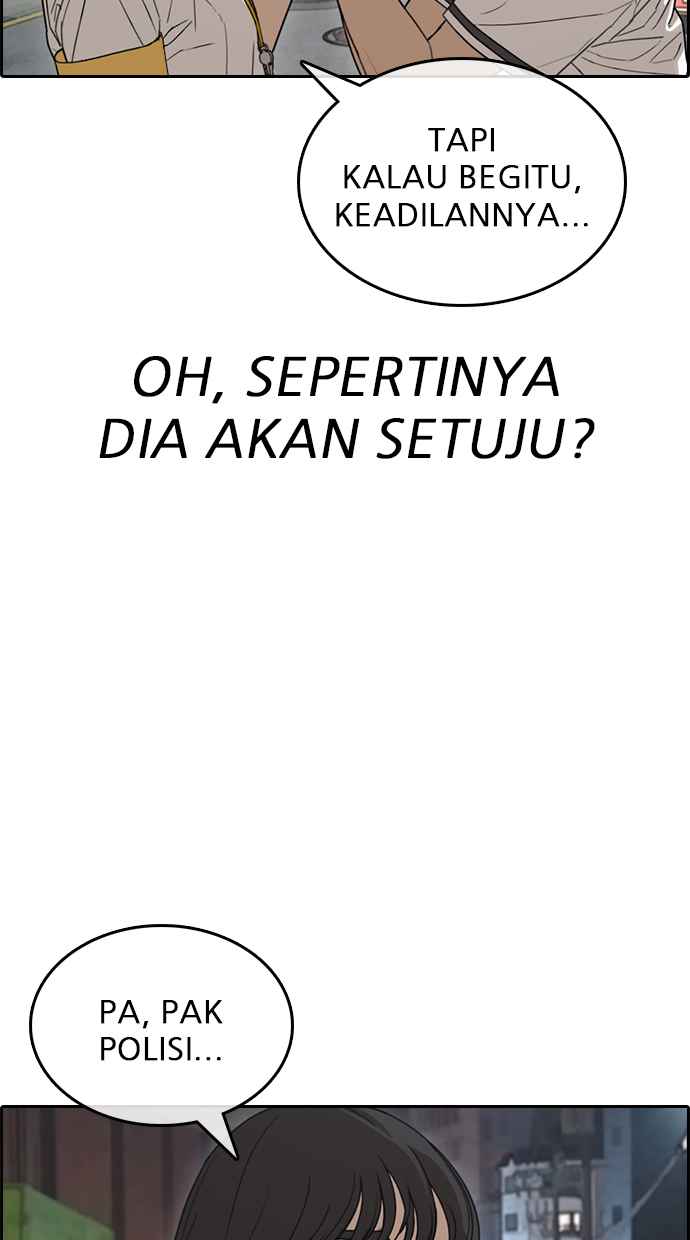 TAPI
KALAU BEGITU,
KEADILANNYA...
OH, SEPERTINYA
DIA AKAN SETUJU?
PA, PAK
POLISI...